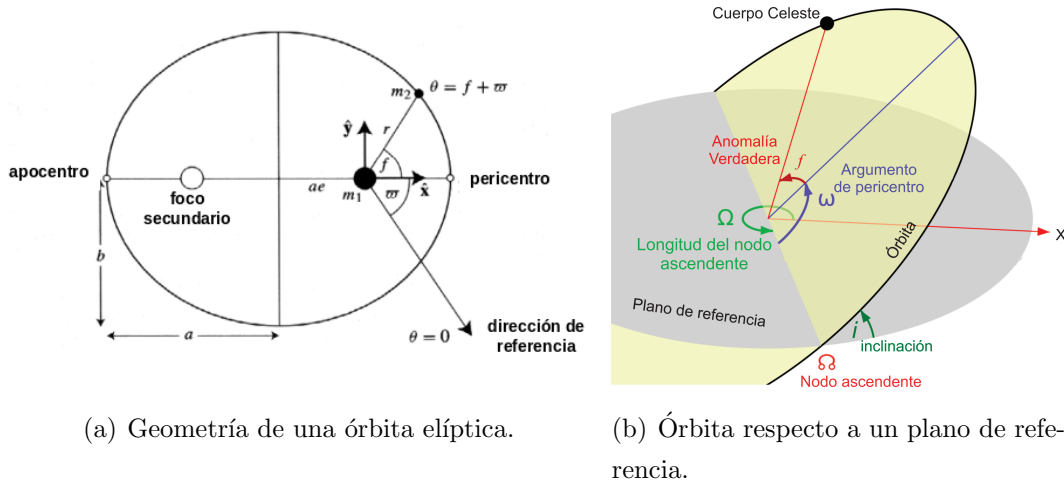 apocentro
foco
secundario
b
a
ae
m₁
m₂
r
f
ŷ
x̂
ϖ
θ = f + ϖ
pericentro
θ = 0
dirección de
referencia
(a) Geometría de una órbita elíptica.
Cuerpo Celeste
Anomalía
Verdadera
f
Argumento
de pericentro
ω
Ω
Longitud del nodo
ascendente
X
Órbita
Plano de referencia
i
inclinación
☊
Nodo ascendente
(b) Órbita respecto a un plano de refe-
rencia.